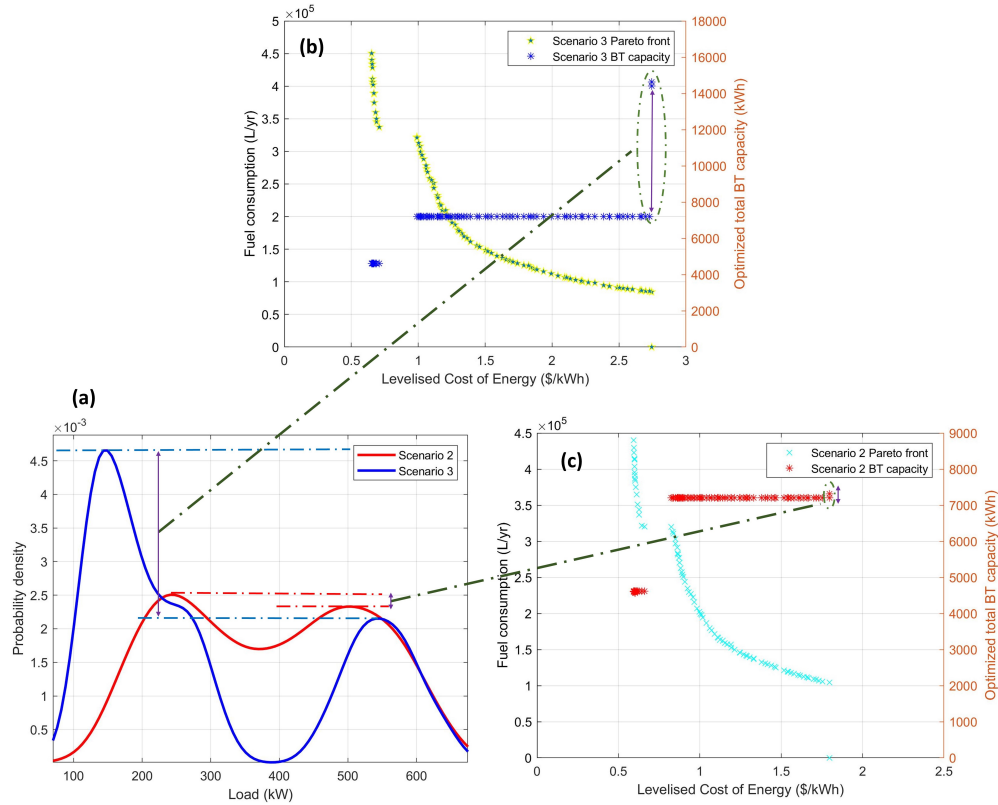 ×10^5
(b)
Scenario 3 Pareto front
Scenario 3 BT capacity
Fuel consumption (L/yr)
5
4.5
4
3.5
3
2.5
2
1.5
1
0.5
0
18000
16000
14000
12000
10000
8000
6000
4000
2000
0
Optimized total BT capacity (kWh)
0 0.5 1 1.5 2 2.5 3
Levelised Cost of Energy ($/kWh)
(a)
×10^-3
Scenario 2
Scenario 3
Probability density
4.5
4
3.5
3
2.5
2
1.5
1
0.5
100 200 300 400 500 600
Load (kW)
×10^5
(c)
Scenario 2 Pareto front
Scenario 2 BT capacity
Fuel consumption (L/yr)
4.5
4
3.5
3
2.5
2
1.5
1
0.5
0
9000
8000
7000
6000
5000
4000
3000
2000
1000
0
Optimized total BT capacity (kWh)
0 0.5 1 1.5 2 2.5
Levelised Cost of Energy ($/kWh)